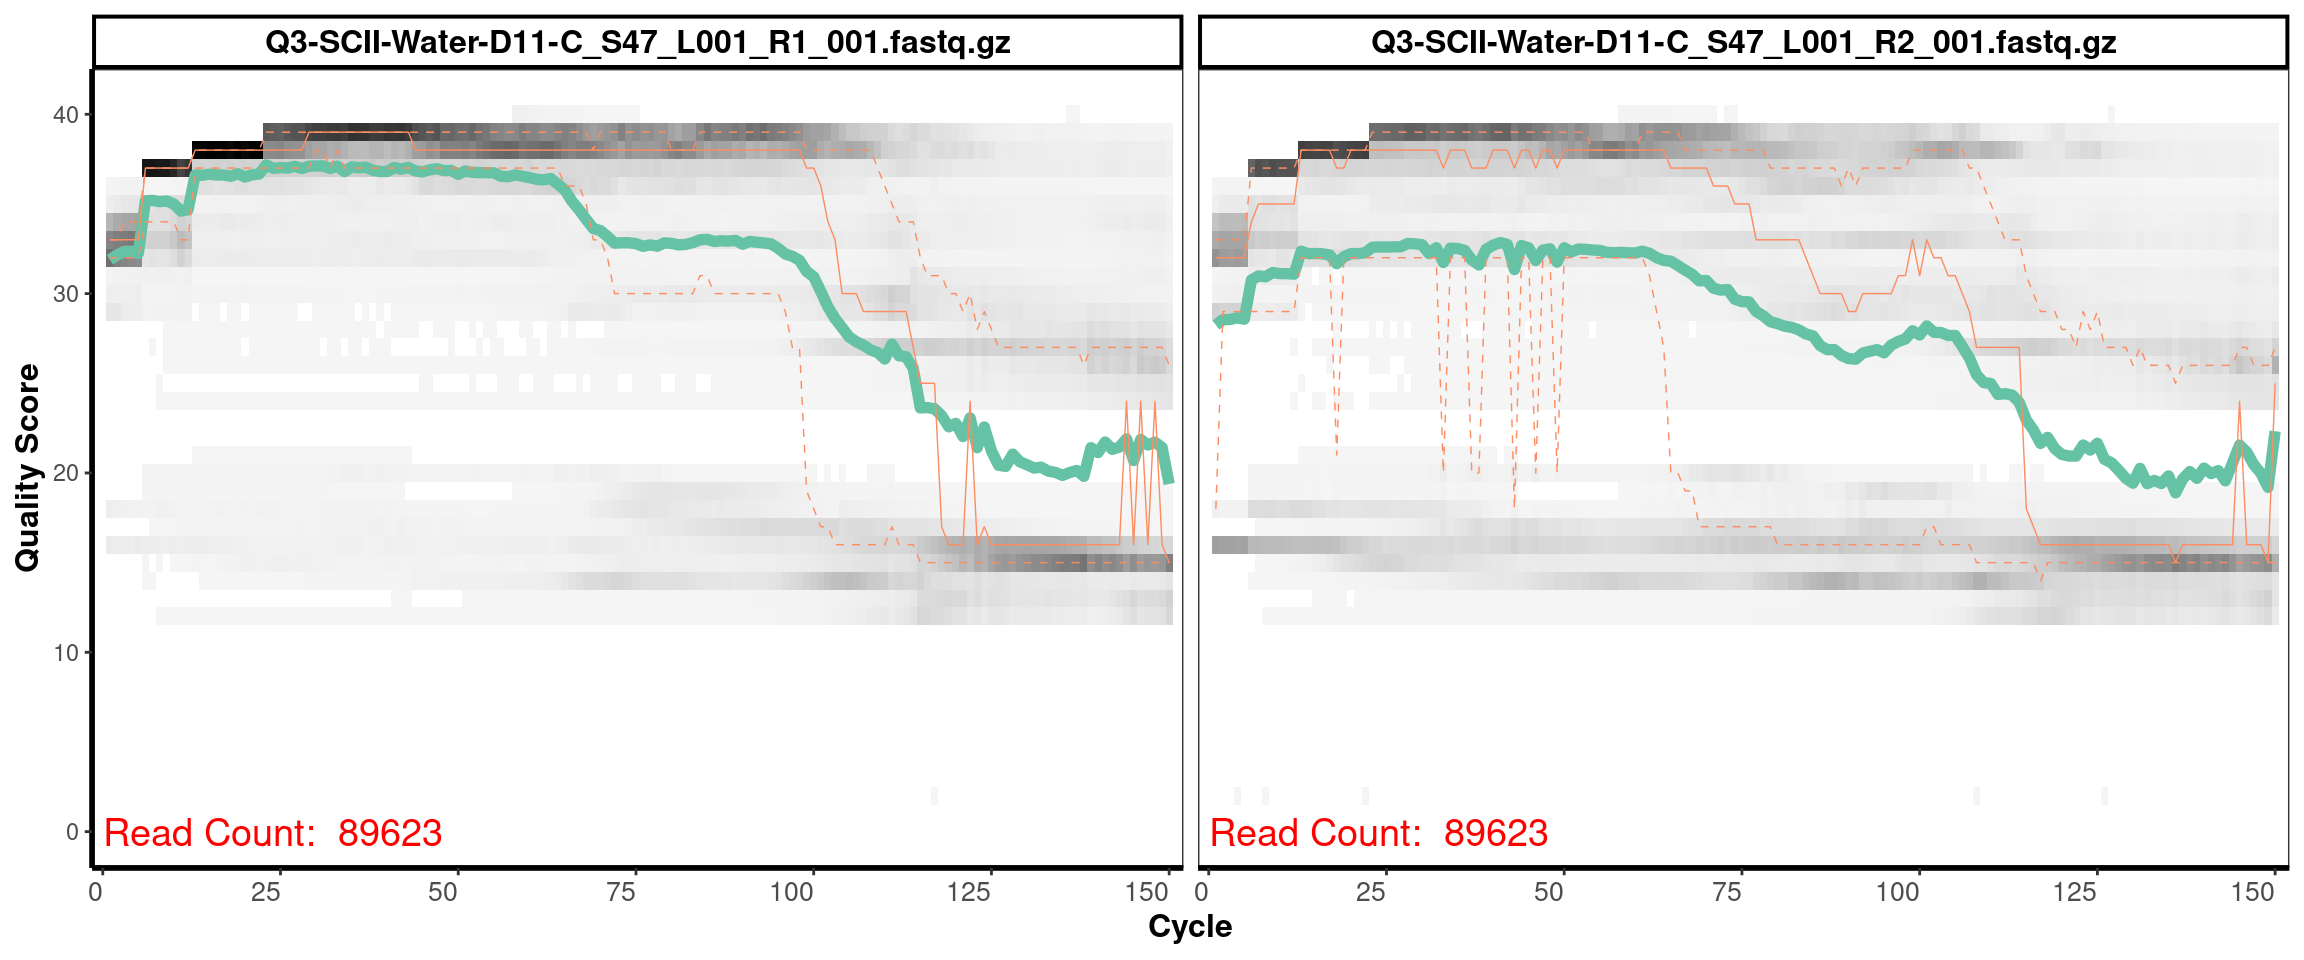 Q3-SCII-Water-D11-C_S47_L001_R1_001.fastq.gz
Q3-SCII-Water-D11-C_S47_L001_R2_001.fastq.gz
Quality Score
40
30
20
10
0
Read Count:  89623
Read Count:  89623
0 25 50 75 100 125 150
0 25 50 75 100 125 150
Cycle